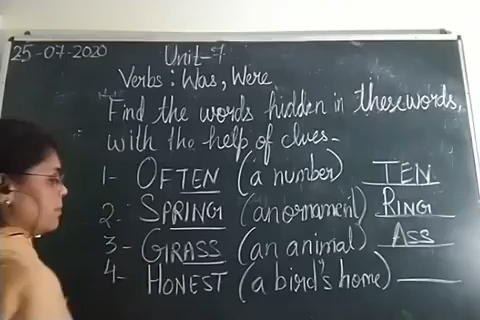 25-07-2020 Unit-7
Verbs: Was, Were
Find the words hidden in these words,
with the help of clues-
1- OFTEN (a number) TEN
2- SPRING (an ornament) RING
3- GRASS (an animal) ASS
4- HONEST (a bird's home)